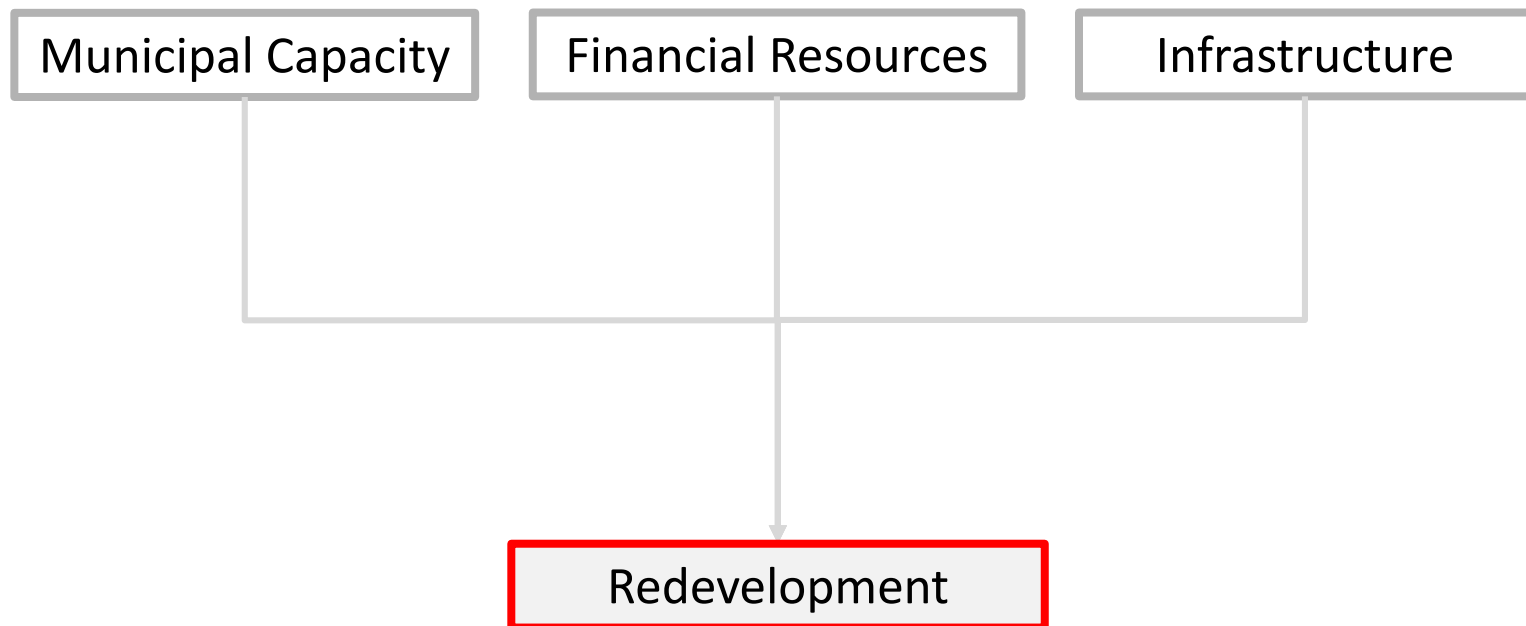 Municipal Capacity
Financial Resources
Infrastructure
Redevelopment